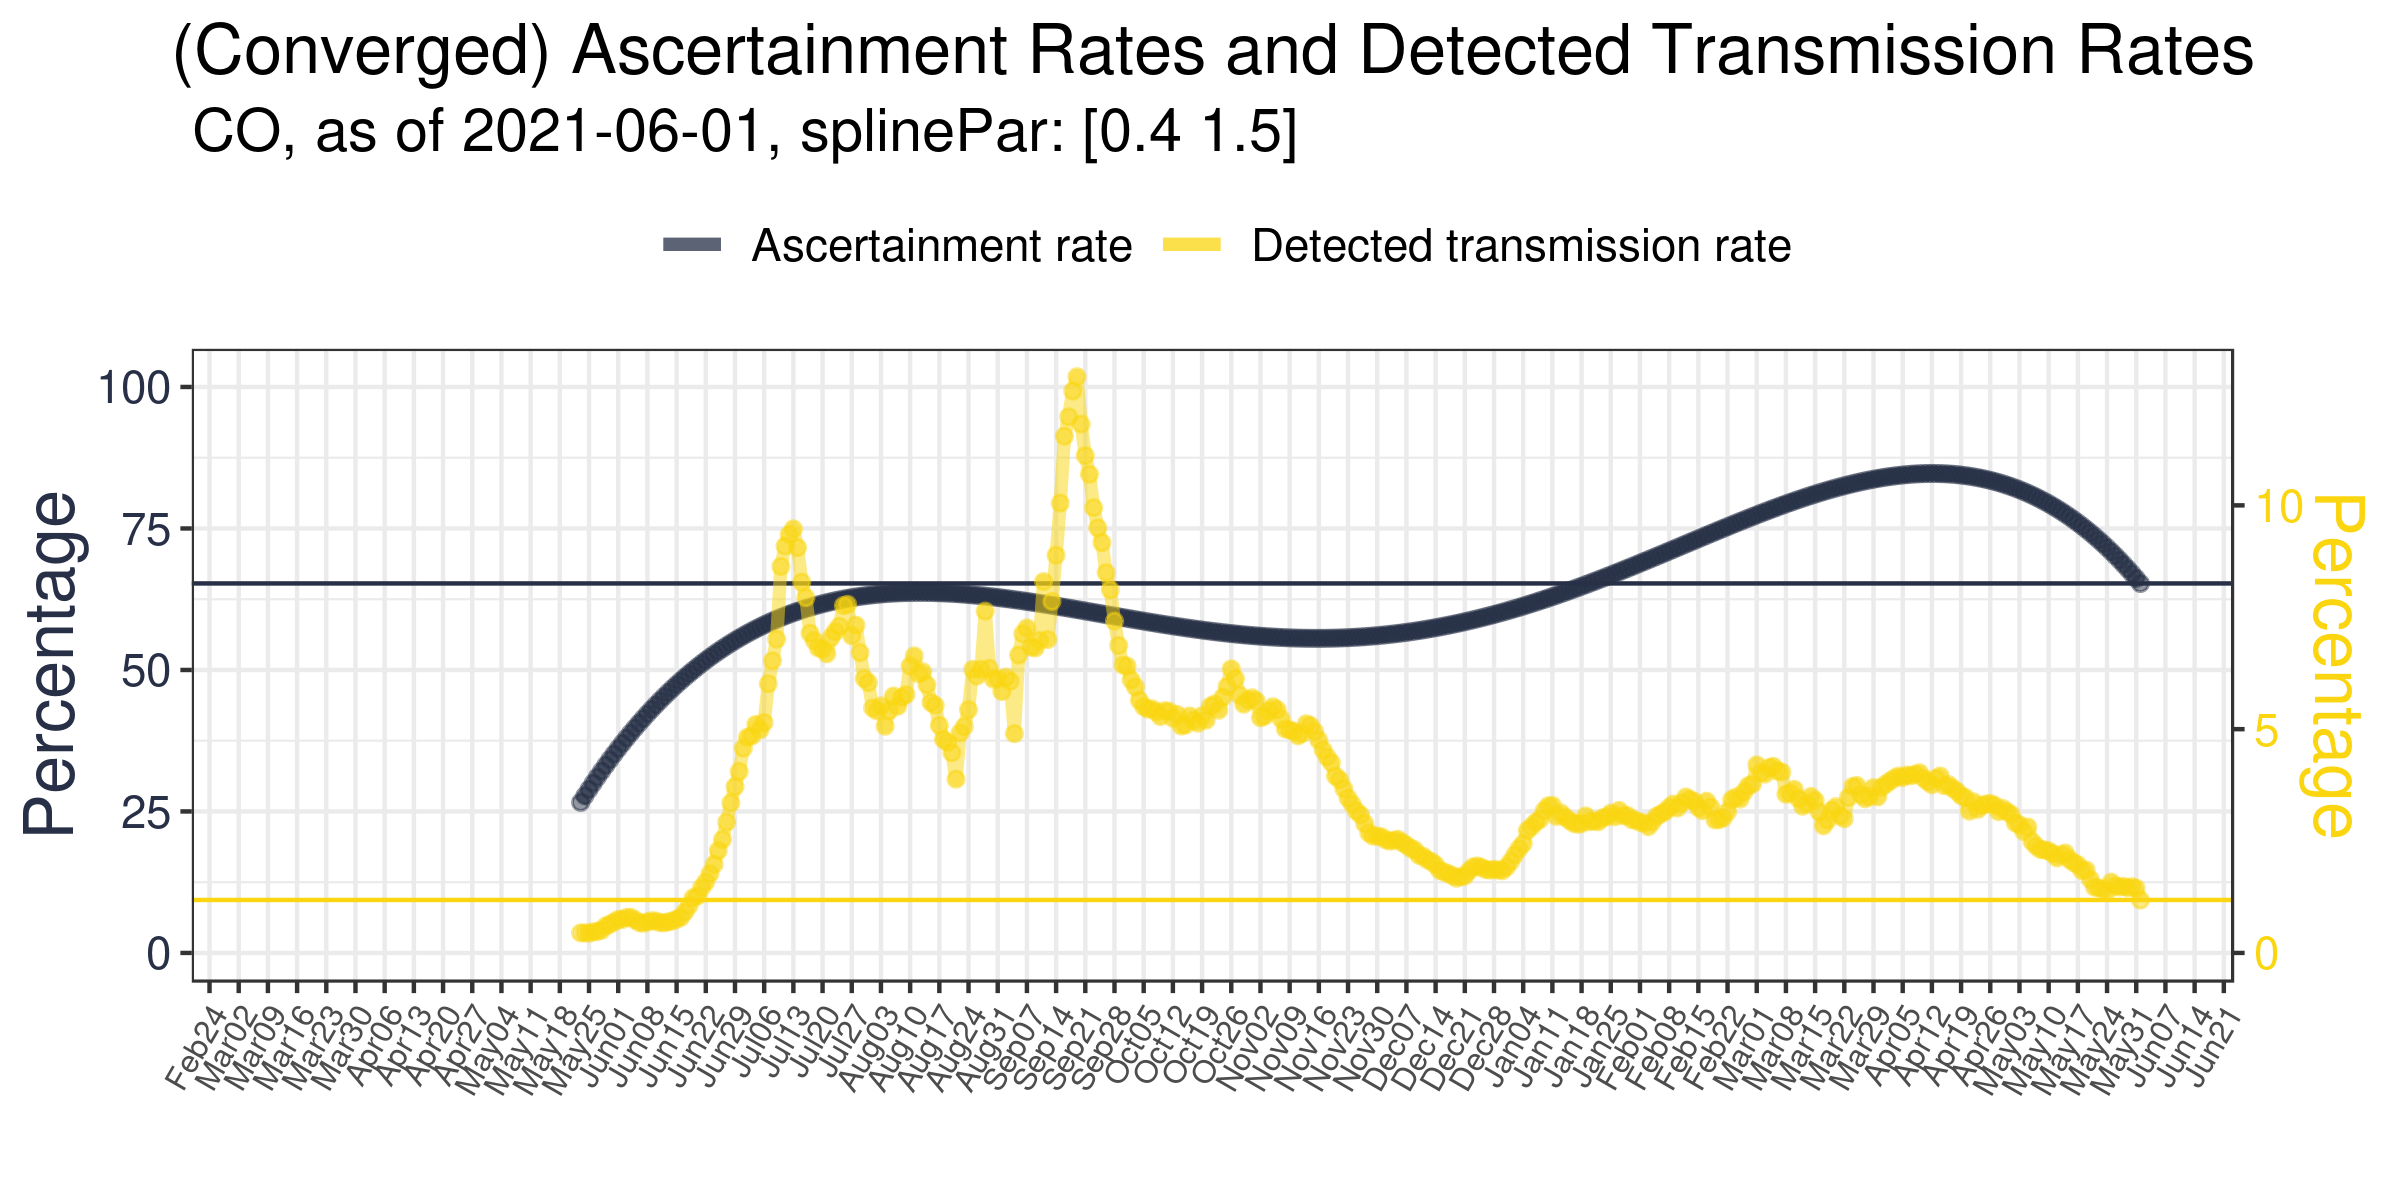 (Converged) Ascertainment Rates and Detected Transmission Rates
CO, as of 2021-06-01, splinePar: [0.4 1.5]
Ascertainment rate
Detected transmission rate
Percentage
100
75
50
25
0
10
5
0
Percentage
Feb24
Mar02
Mar09
Mar16
Mar23
Mar30
Apr06
Apr13
Apr20
Apr27
May04
May11
May18
May25
Jun01
Jun08
Jun15
Jun22
Jun29
Jul06
Jul13
Jul20
Jul27
Aug03
Aug10
Aug17
Aug24
Aug31
Sep07
Sep14
Sep21
Sep28
Oct05
Oct12
Oct19
Oct26
Nov02
Nov09
Nov16
Nov23
Nov30
Dec07
Dec14
Dec21
Dec28
Jan04
Jan11
Jan18
Jan25
Feb01
Feb08
Feb15
Feb22
Mar01
Mar08
Mar15
Mar22
Mar29
Apr05
Apr12
Apr19
Apr26
May03
May10
May17
May24
May31
Jun07
Jun14
Jun21